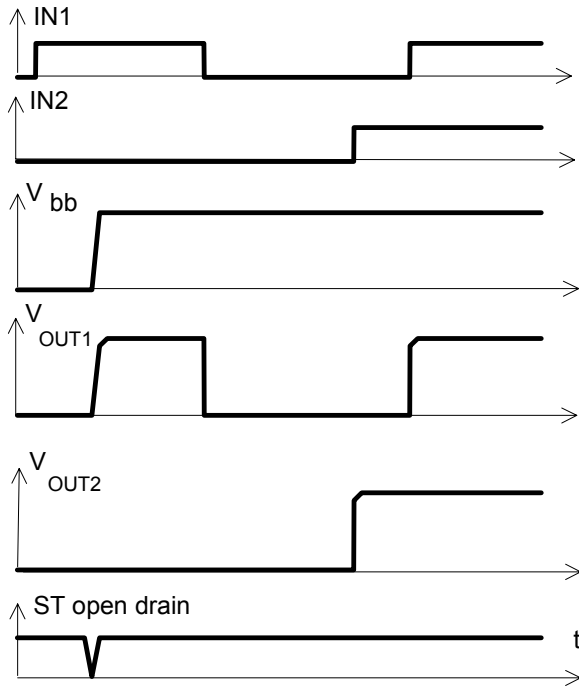 IN1
IN2
V bb
V OUT1
V OUT2
ST open drain
t